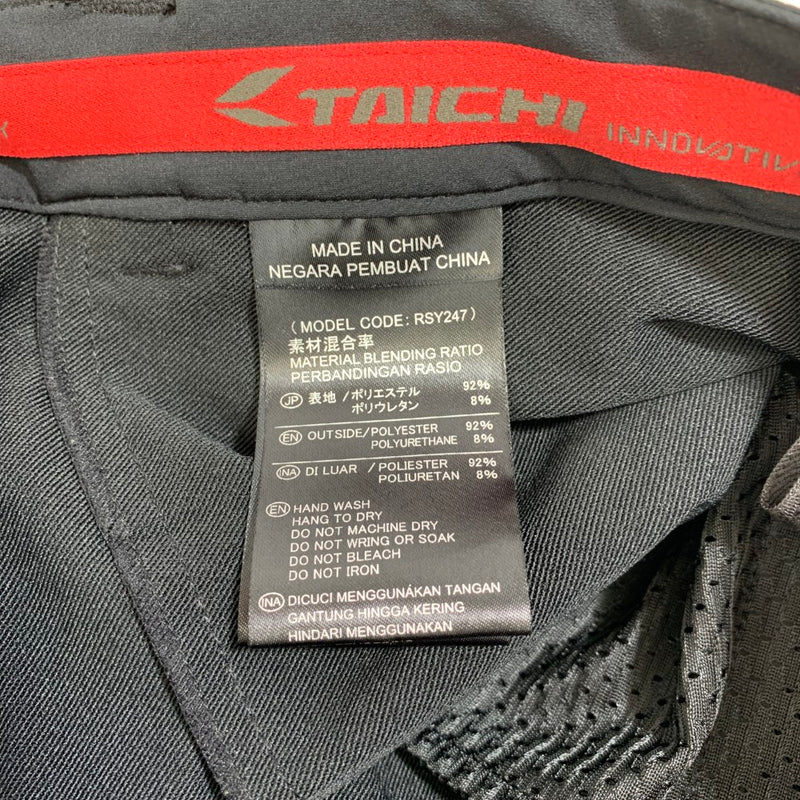 TAICHI INNOVATIV
MADE IN CHINA
NEGARA PEMBUAT CHINA
( MODEL CODE: RSY247 )
素材混合率
MATERIAL BLENDING RATIO
PERBANDINGAN RASIO
JP 表地 / ポリエステル 92%
ポリウレタン 8%
EN OUTSIDE/POLYESTER 92%
POLYURETHANE 8%
INA DI LUAR / POLIESTER 92%
POLIURETAN 8%
EN HAND WASH
HANG TO DRY
DO NOT MACHINE DRY
DO NOT WRING OR SOAK
DO NOT BLEACH
DO NOT IRON
INA DICUCI MENGGUNÁKAN TANGAN
GANTUNG HINGGA KERING
HINDARI MENGGUNAKAN